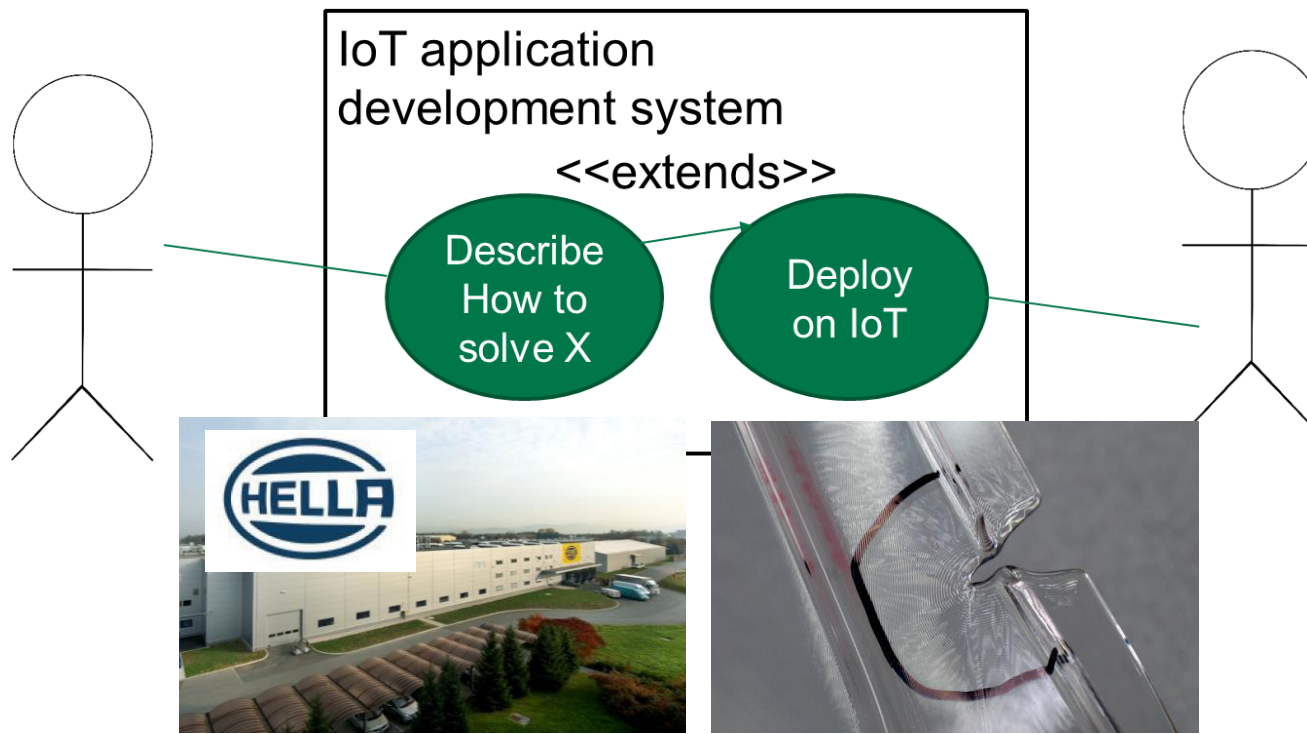 IoT application
development system
<<extends>>
Describe
How to
solve X
Deploy
on IoT
HELLA